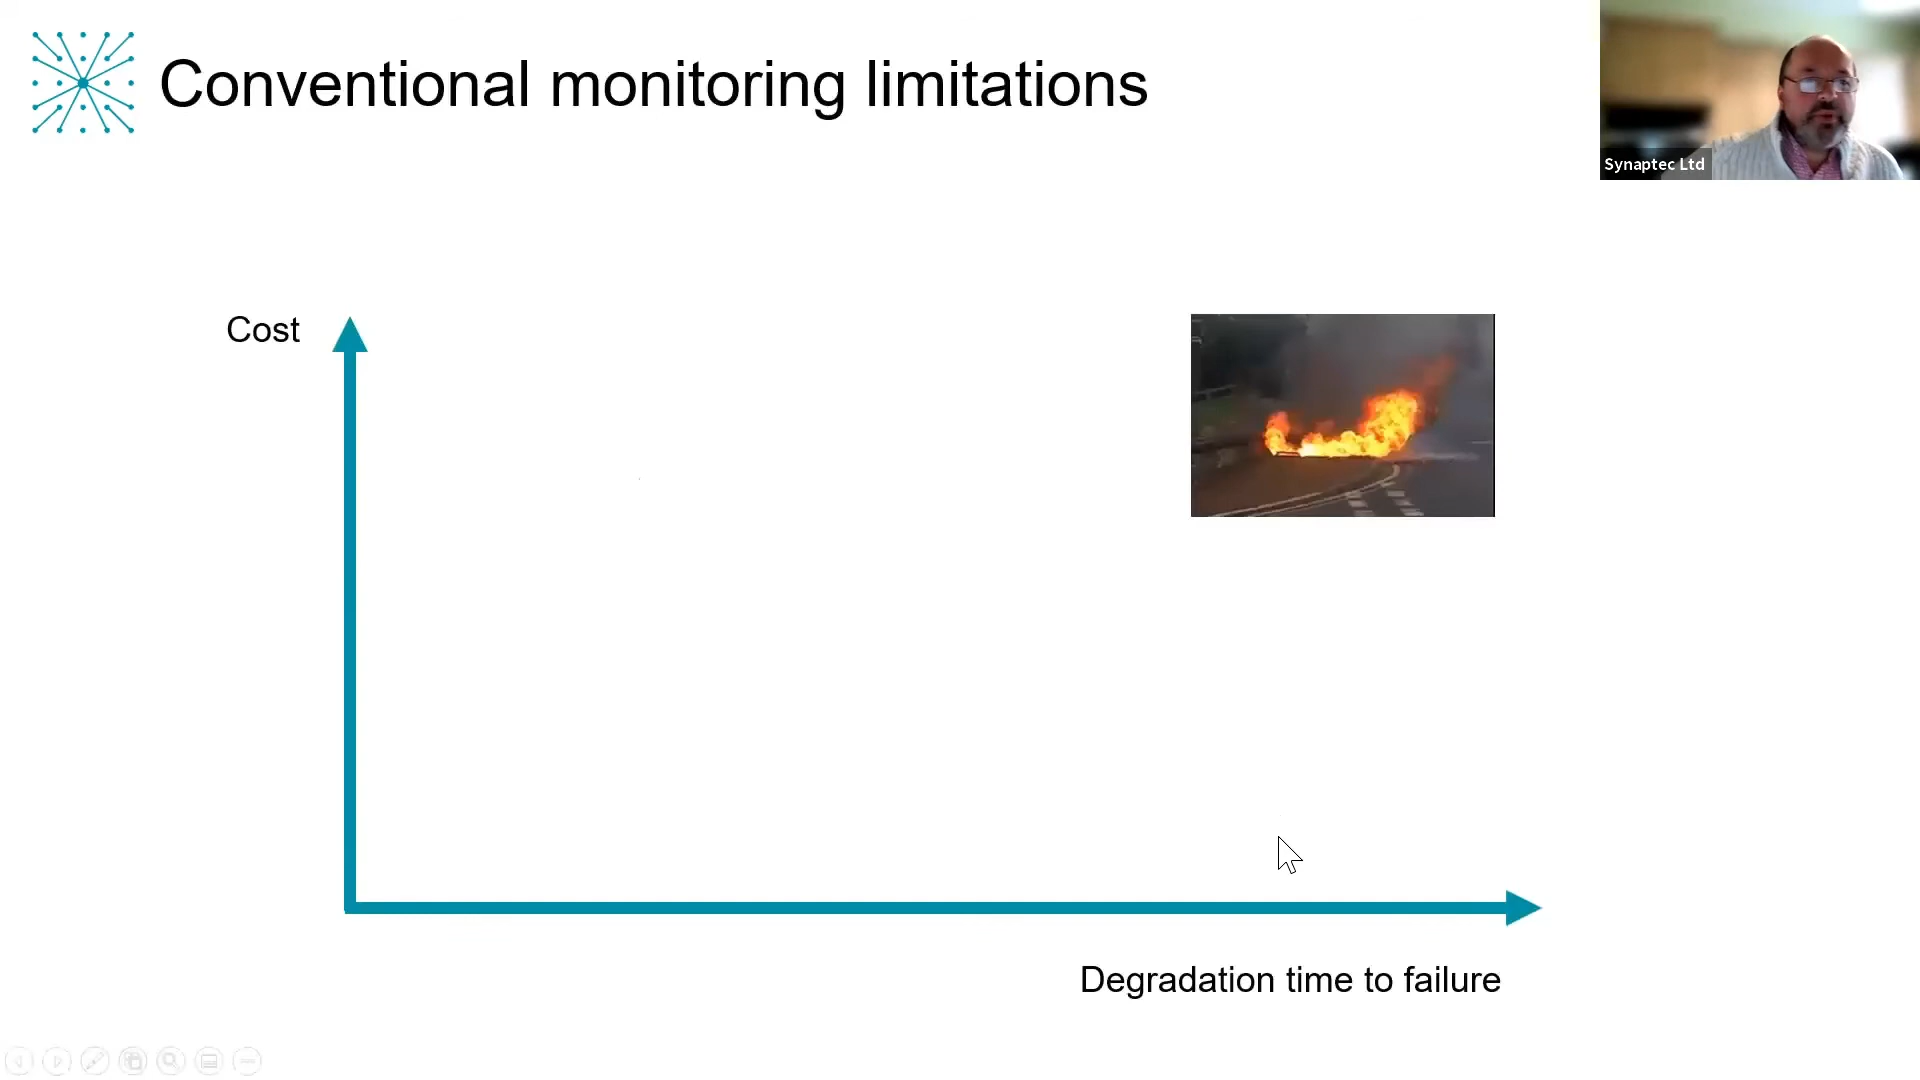 Conventional monitoring limitations
Synaptec Ltd
Cost
Degradation time to failure